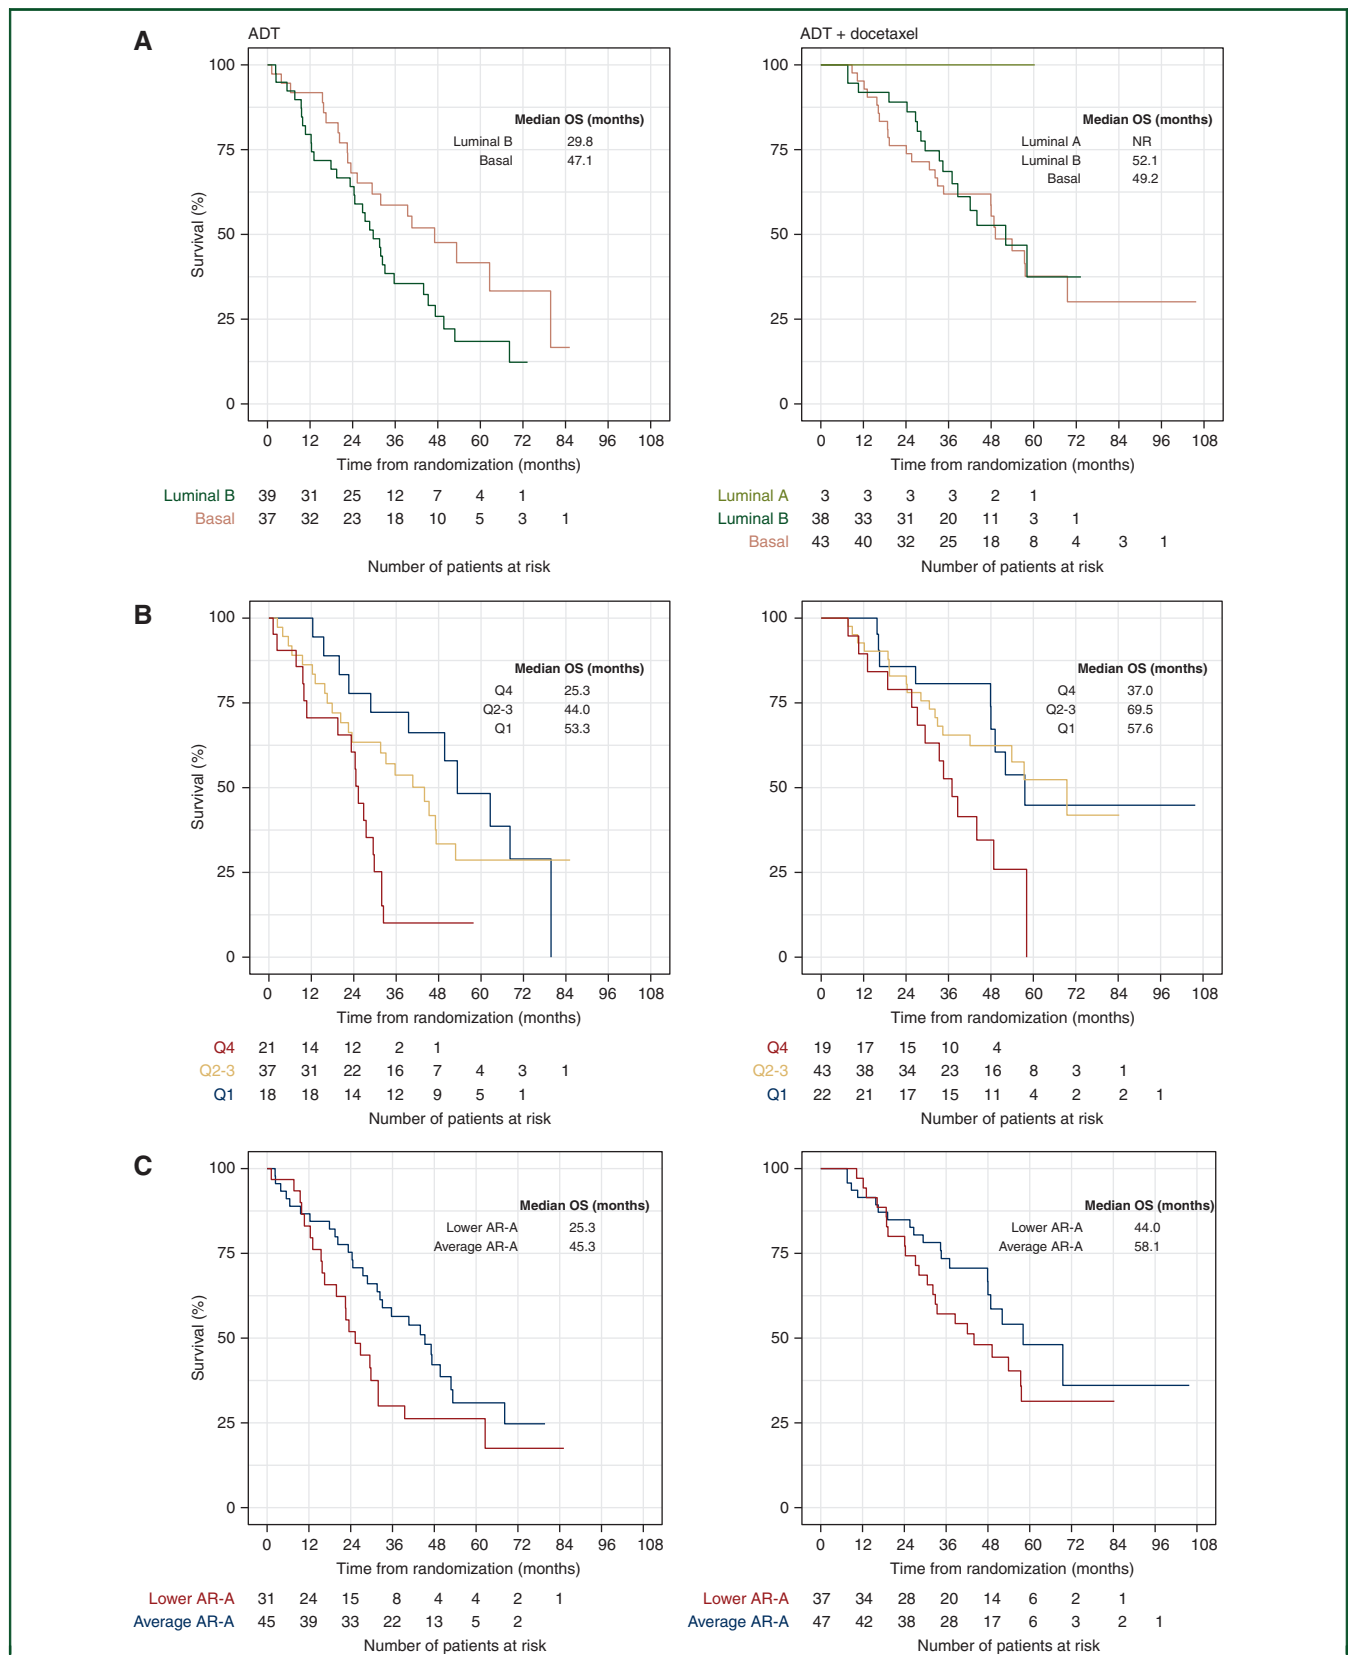 A
ADT
ADT + docetaxel
Survival (%)
100
75
50
25
0
Median OS (months)
Luminal B 29.8
Basal 47.1
0 12 24 36 48 60 72 84 96 108
Time from randomization (months)
Luminal B 39 31 25 12 7 4 1
Basal 37 32 23 18 10 5 3 1
Number of patients at risk
100
75
50
25
0
Median OS (months)
Luminal A NR
Luminal B 52.1
Basal 49.2
0 12 24 36 48 60 72 84 96 108
Time from randomization (months)
Luminal A 3 3 3 3 2 1
Luminal B 38 33 31 20 11 3 1
Basal 43 40 32 25 18 8 4 3 1
Number of patients at risk
B
Survival (%)
100
75
50
25
0
Median OS (months)
Q4 25.3
Q2-3 44.0
Q1 53.3
0 12 24 36 48 60 72 84 96 108
Time from randomization (months)
Q4 21 14 12 2 1
Q2-3 37 31 22 16 7 4 3 1
Q1 18 18 14 12 9 5 1
Number of patients at risk
100
75
50
25
0
Median OS (months)
Q4 37.0
Q2-3 69.5
Q1 57.6
0 12 24 36 48 60 72 84 96 108
Time from randomization (months)
Q4 19 17 15 10 4
Q2-3 43 38 34 23 16 8 3 1
Q1 22 21 17 15 11 4 2 2 1
Number of patients at risk
C
Survival (%)
100
75
50
25
0
Median OS (months)
Lower AR-A 25.3
Average AR-A 45.3
0 12 24 36 48 60 72 84 96 108
Time from randomization (months)
Lower AR-A 31 24 15 8 4 4 2 1
Average AR-A 45 39 33 22 13 5 2
Number of patients at risk
100
75
50
25
0
Median OS (months)
Lower AR-A 44.0
Average AR-A 58.1
0 12 24 36 48 60 72 84 96 108
Time from randomization (months)
Lower AR-A 37 34 28 20 14 6 2 1
Average AR-A 47 42 38 28 17 6 3 2 1
Number of patients at risk